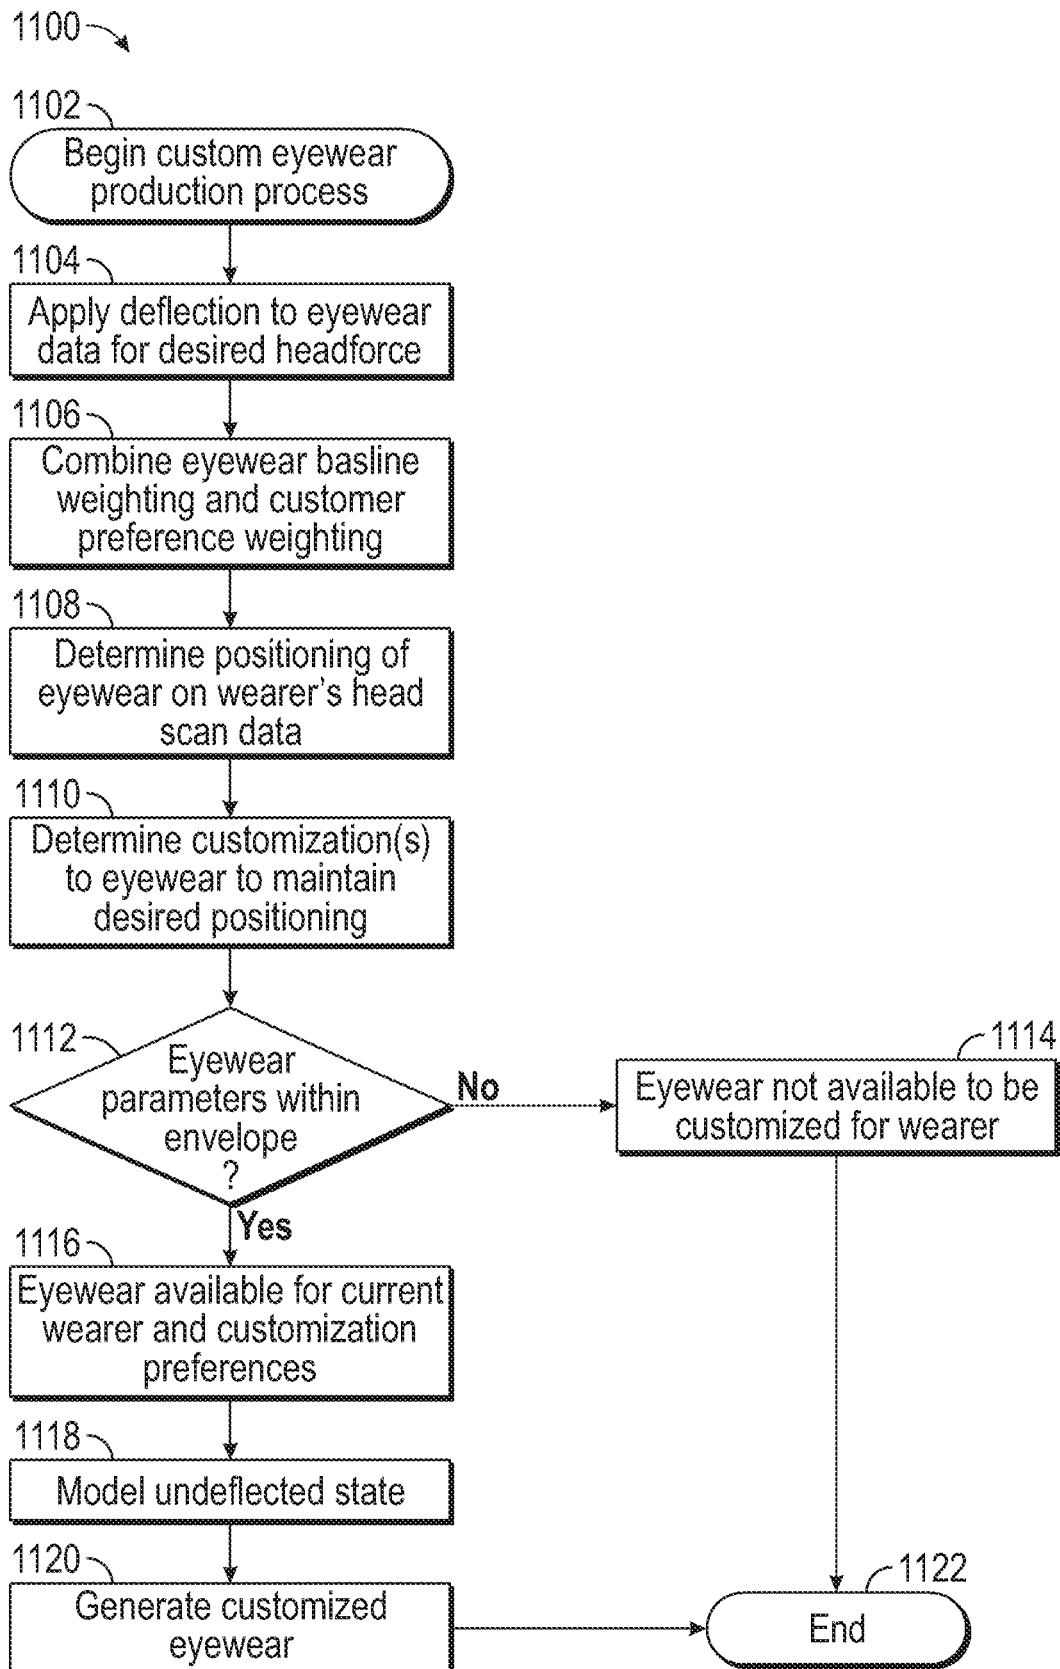 1100
1102
Begin custom eyewear
production process
1104
Apply deflection to eyewear
data for desired headforce
1106
Combine eyewear basline
weighting and customer
preference weighting
1108
Determine positioning of
eyewear on wearer's head
scan data
1110
Determine customization(s)
to eyewear to maintain
desired positioning
1112
Eyewear
parameters within
envelope
?
No
1114
Eyewear not available to be
customized for wearer
Yes
1116
Eyewear available for current
wearer and customization
preferences
1118
Model undeflected state
1120
Generate customized
eyewear
1122
End